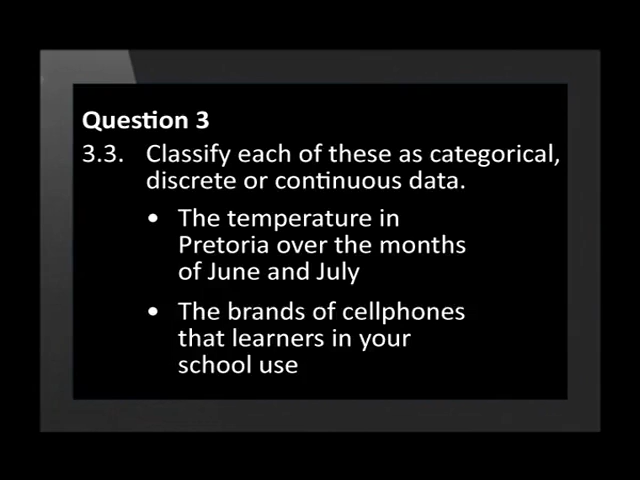 Question 3
3.3. Classify each of these as categorical,
discrete or continuous data.
• The temperature in
Pretoria over the months
of June and July
• The brands of cellphones
that learners in your
school use